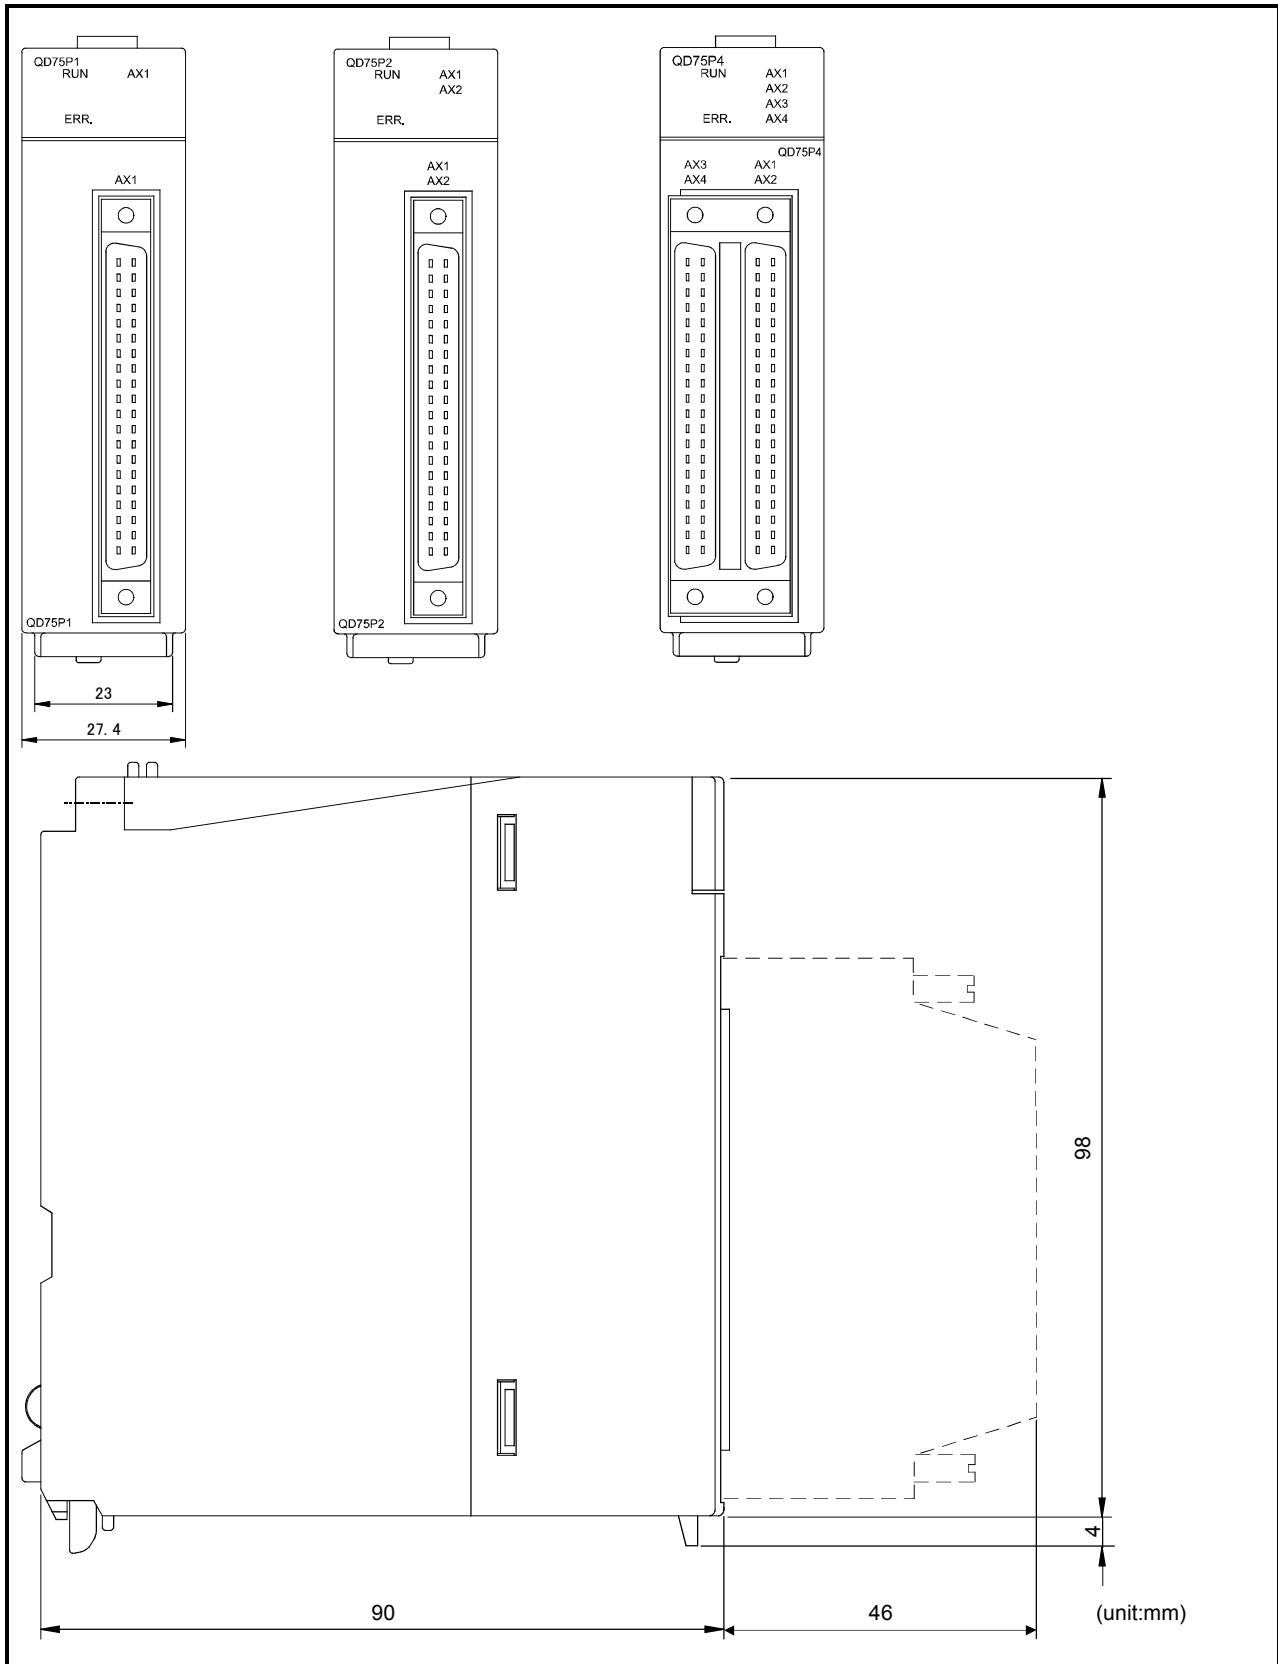 QD75P1
RUN AX1
ERR.
AX1
QD75P1
23
27.4
QD75P2
RUN AX1
AX2
ERR.
AX1
AX2
QD75P2
QD75P4
RUN AX1
AX2
AX3
ERR. AX4
QD75P4
AX3 AX1
AX4 AX2
98
4
90
46
(unit:mm)